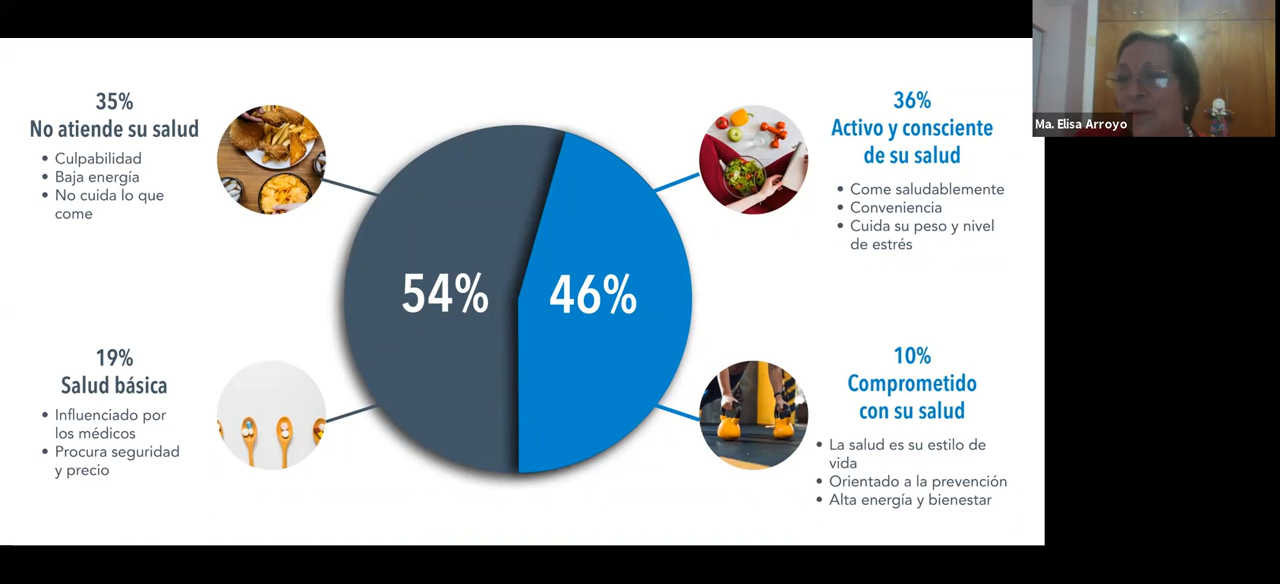 35%
No atiende su salud
• Culpabilidad
• Baja energía
• No cuida lo que
come
19%
Salud básica
• Influenciado por
los médicos
• Procura seguridad
y precio
54%
46%
36%
Activo y consciente
de su salud
• Come saludablemente
• Conveniencia
• Cuida su peso y nivel
de estrés
10%
Comprometido
con su salud
• La salud es su estilo de
vida
• Orientado a la prevención
• Alta energía y bienestar
Ma. Elisa Arroyo